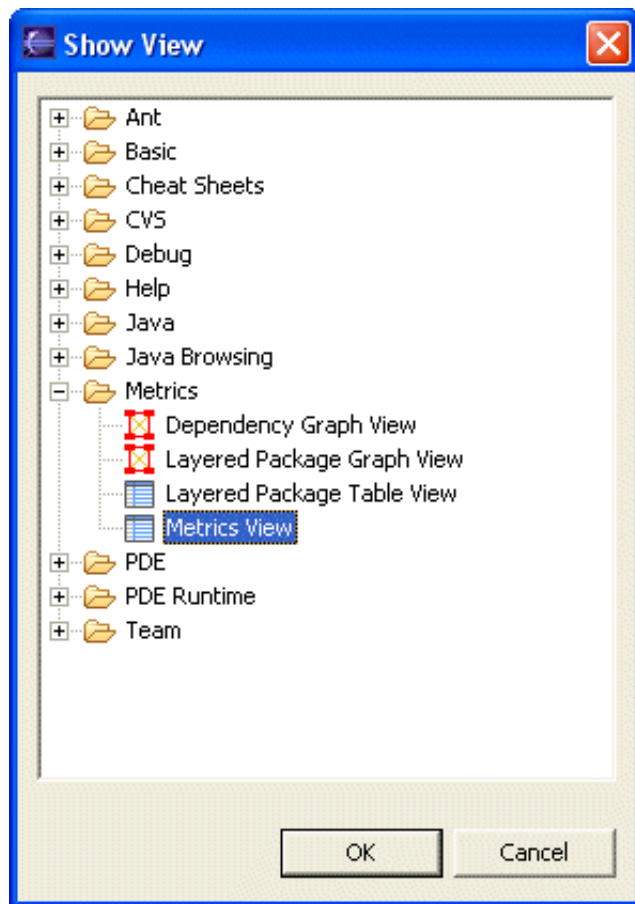 Show View
Ant
Basic
Cheat Sheets
CVS
Debug
Help
Java
Java Browsing
Metrics
Dependency Graph View
Layered Package Graph View
Layered Package Table View
Metrics View
PDE
PDE Runtime
Team
OK Cancel